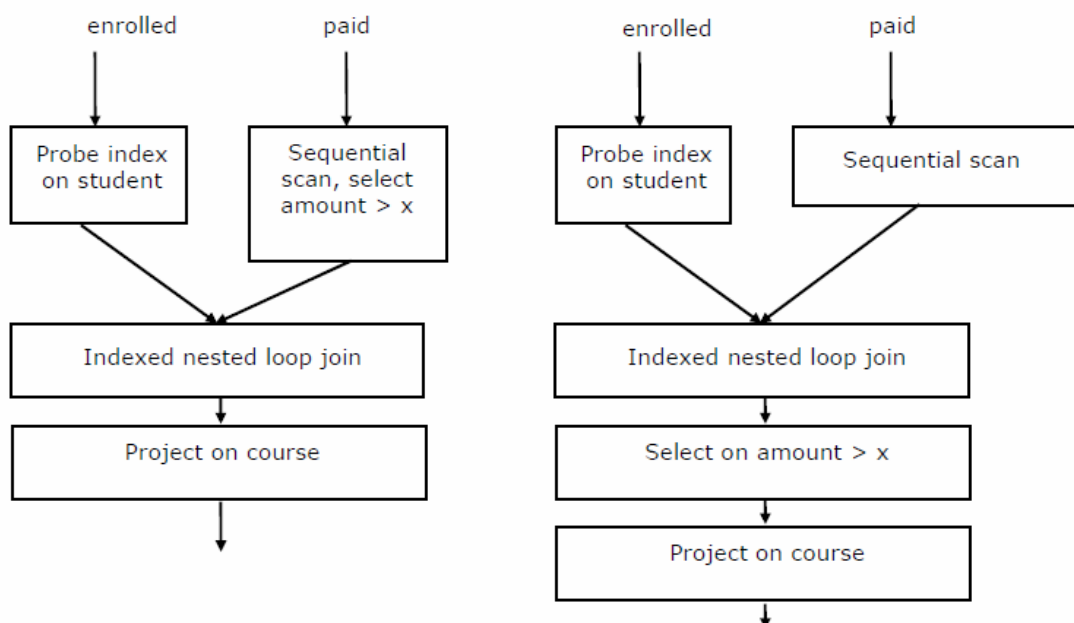 enrolled
paid
Probe index
on student
Sequential
scan, select
amount > x
Indexed nested loop join
Project on course
enrolled
paid
Probe index
on student
Sequential scan
Indexed nested loop join
Select on amount > x
Project on course